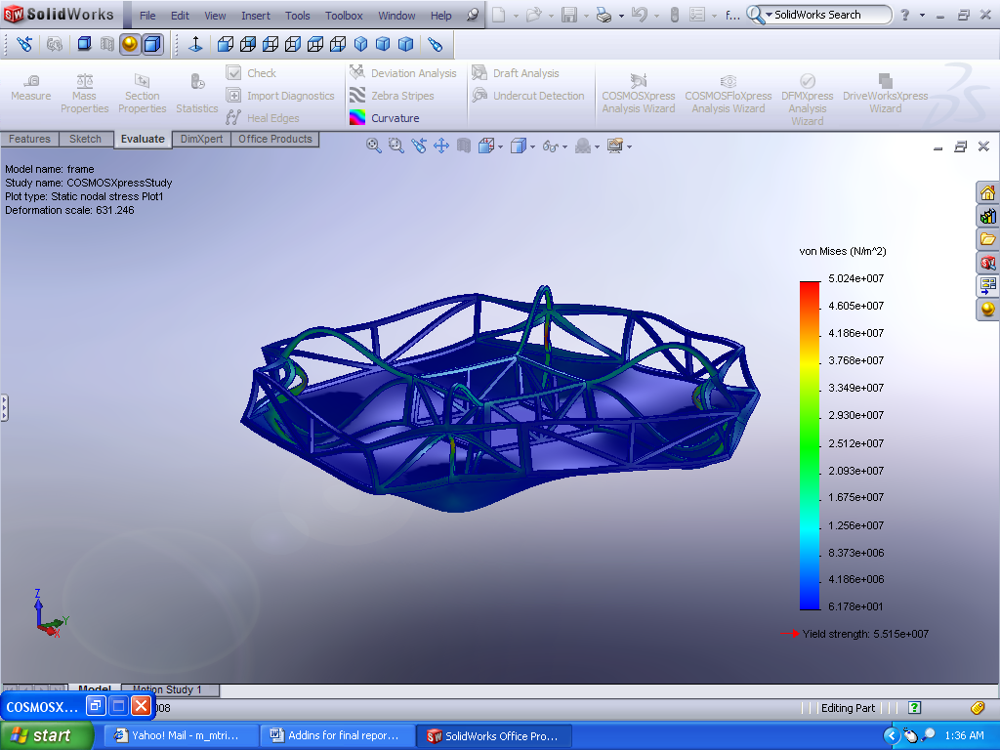 SolidWorks File Edit View Insert Tools Toolbox Window Help f... SolidWorks Search ?
Measure
Mass Properties
Section Properties
Statistics
Check
Import Diagnostics
Heal Edges
Deviation Analysis
Zebra Stripes
Curvature
Draft Analysis
Undercut Detection
COSMOSXpress Analysis Wizard
COSMOSFloXpress Analysis Wizard
DFMXpress Analysis Wizard
DriveWorksXpress Wizard
Features Sketch Evaluate DimXpert Office Products
Model name: frame
Study name: COSMOSXpressStudy
Plot type: Static nodal stress Plot1
Deformation scale: 631.246
von Mises (N/m^2)
5.024e+007
4.605e+007
4.186e+007
3.768e+007
3.349e+007
2.930e+007
2.512e+007
2.093e+007
1.675e+007
1.256e+007
8.373e+006
4.186e+006
6.178e+001
Yield strength: 5.515e+007
Z
Y
X
Model Motion Study 1
COSMOSX... 008 Editing Part ?
start Yahoo! Mail - m_mtri... Addins for final repor... SolidWorks Office Pro... 1:36 AM